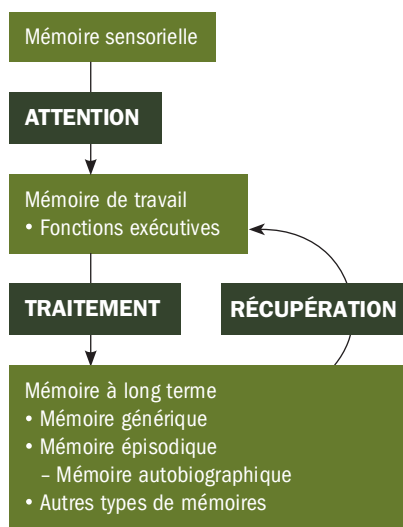 Mémoire sensorielle
ATTENTION
Mémoire de travail
• Fonctions exécutives
TRAITEMENT
RÉCUPÉRATION
Mémoire à long terme
• Mémoire générique
• Mémoire épisodique
– Mémoire autobiographique
• Autres types de mémoires